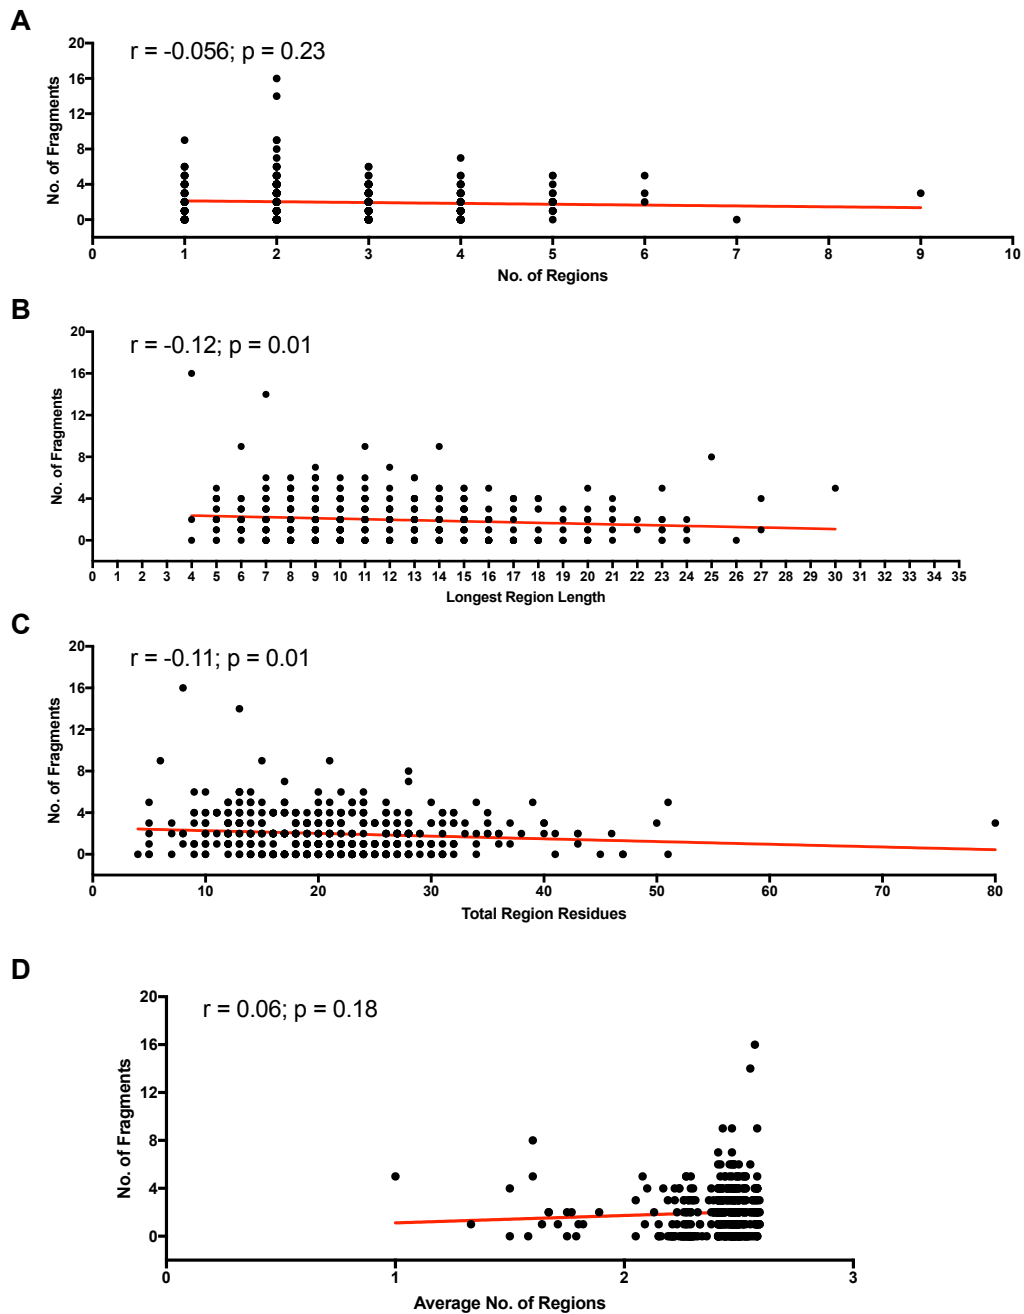 A
r = -0.056; p = 0.23
No. of Fragments
20
16
12
8
4
0
0 1 2 3 4 5 6 7 8 9 10
No. of Regions
B
r = -0.12; p = 0.01
No. of Fragments
20
16
12
8
4
0
0 1 2 3 4 5 6 7 8 9 10 11 12 13 14 15 16 17 18 19 20 21 22 23 24 25 26 27 28 29 30 31 32 33 34 35
Longest Region Length
C
r = -0.11; p = 0.01
No. of Fragments
20
16
12
8
4
0
0 10 20 30 40 50 60 70 80
Total Region Residues
D
r = 0.06; p = 0.18
No. of Fragments
20
16
12
8
4
0
0 1 2 3
Average No. of Regions